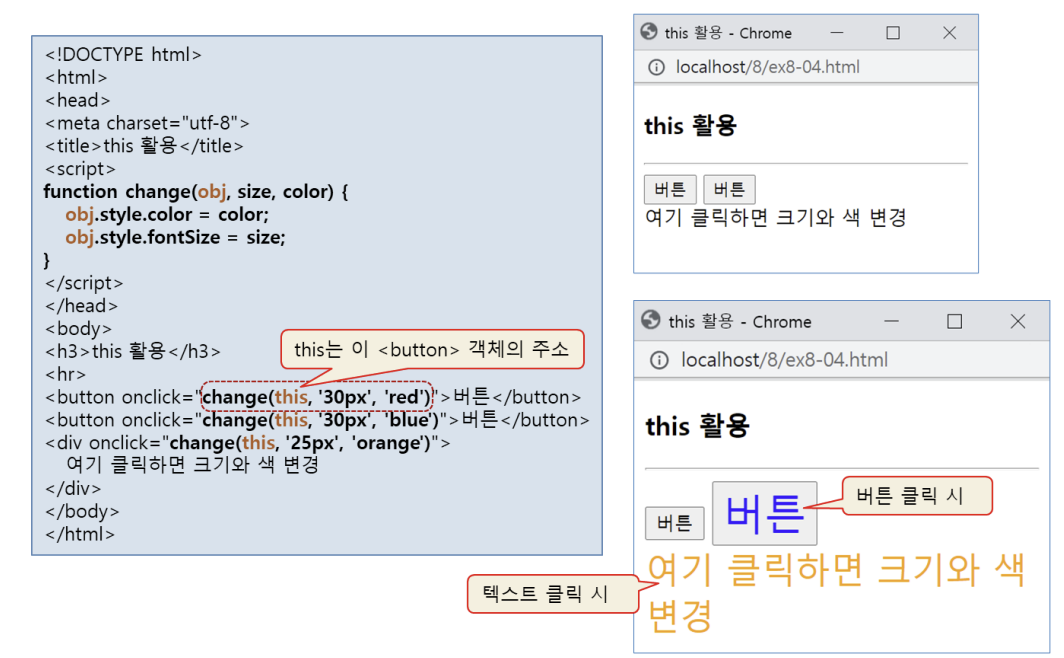 <!DOCTYPE html>
<html>
<head>
<meta charset="utf-8">
<title>this 활용</title>
<script>
function change(obj, size, color) {
obj.style.color = color;
obj.style.fontSize = size;
}
</script>
</head>
<body>
<h3>this 활용</h3>
this는 이 <button> 객체의 주소
<hr>
<button onclick="change(this, '30px', 'red')">버튼</button>
<button onclick="change(this, '30px', 'blue')">버튼</button>
<div onclick="change(this, '25px', 'orange')">
여기 클릭하면 크기와 색 변경
</div>
</body>
</html>
this 활용 - Chrome
localhost/8/ex8-04.html
this 활용
버튼 버튼
여기 클릭하면 크기와 색 변경
this 활용 - Chrome
localhost/8/ex8-04.html
this 활용
버튼 버튼
버튼 클릭 시
여기 클릭하면 크기와 색
변경
텍스트 클릭 시